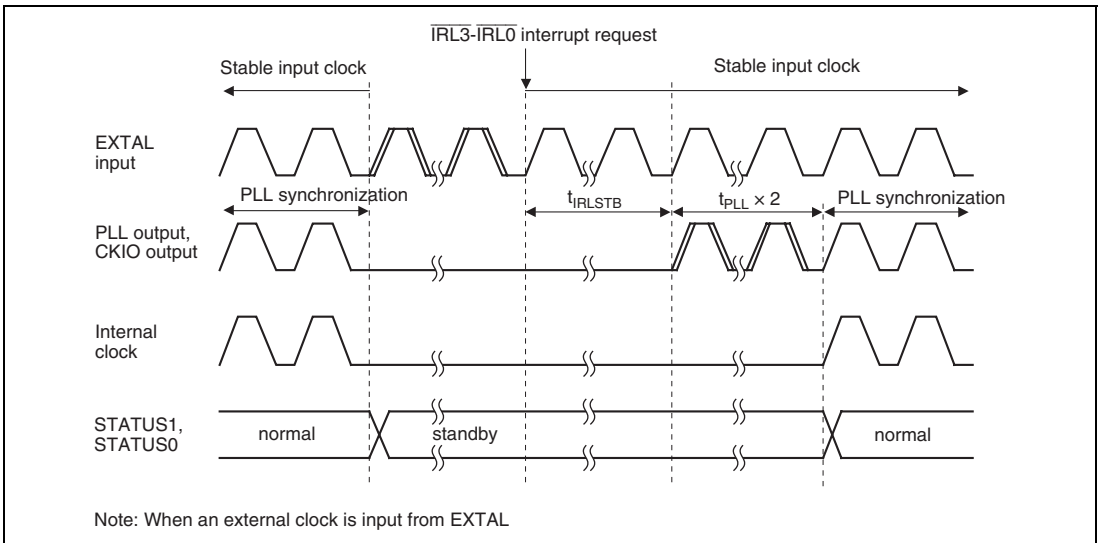 IRL3-IRL0 interrupt request
Stable input clock
Stable input clock
EXTAL
input
PLL synchronization
tIRLSTB
tPLL × 2
PLL synchronization
PLL output,
CKIO output
Internal
clock
STATUS1,
STATUS0
normal
standby
normal
Note: When an external clock is input from EXTAL